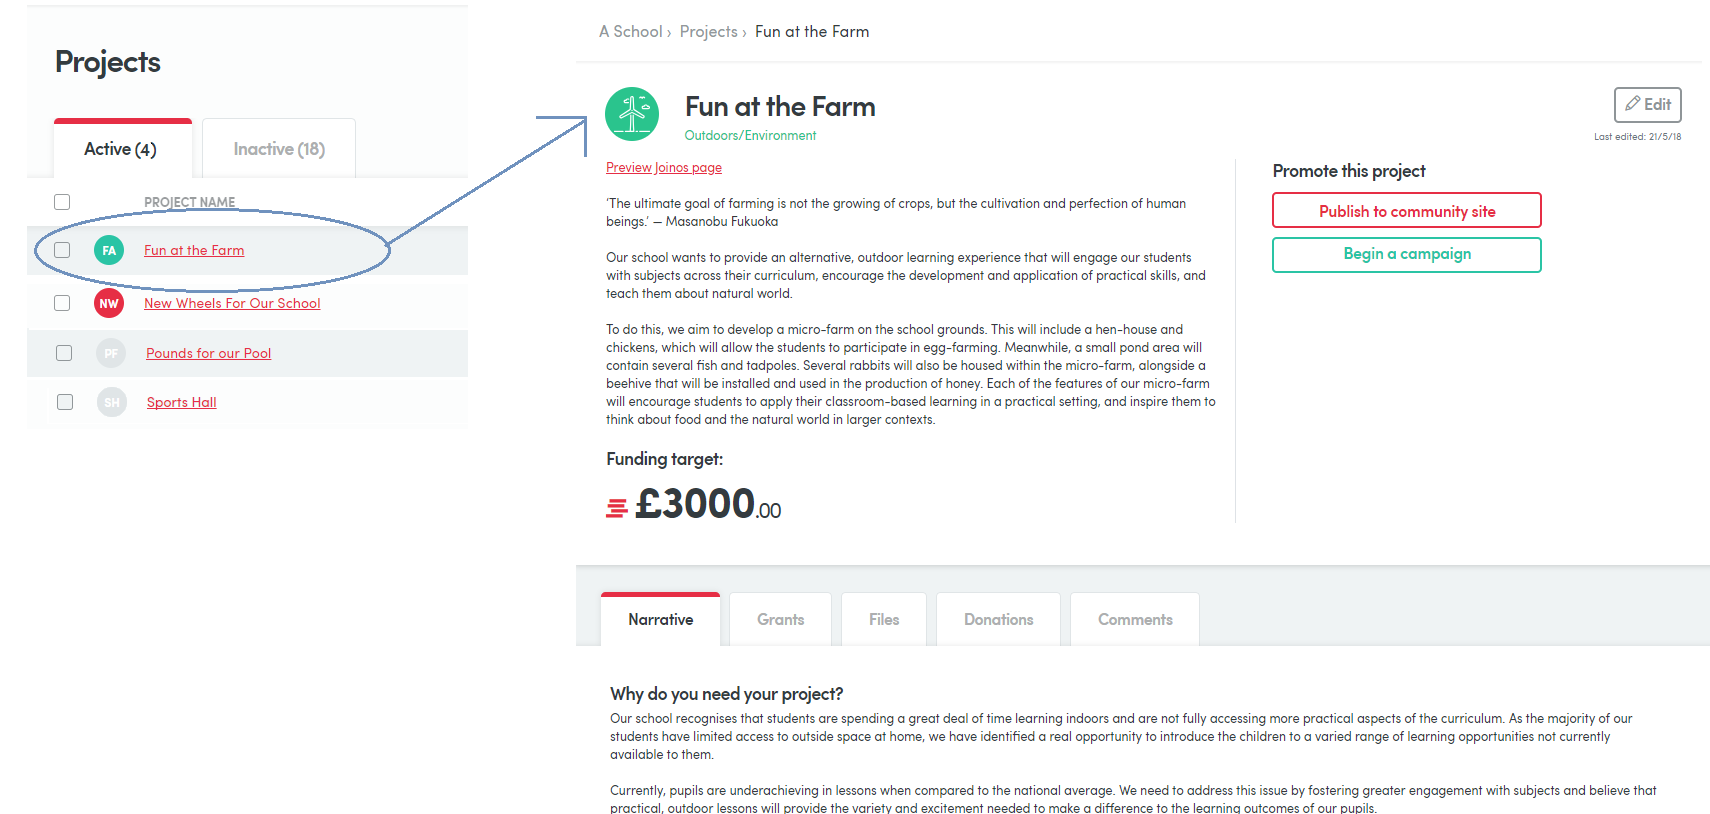 Projects
Active (4)
Inactive (18)
PROJECT NAME
FA
Fun at the Farm
NW
New Wheels For Our School
PF
Pounds for our Pool
SH
Sports Hall
A School › Projects › Fun at the Farm
Fun at the Farm
Outdoors/Environment
Edit
Last edited: 21/5/18
Preview Joinos page
'The ultimate goal of farming is not the growing of crops, but the cultivation and perfection of human
beings.' — Masanobu Fukuoka
Our school wants to provide an alternative, outdoor learning experience that will engage our students
with subjects across their curriculum, encourage the development and application of practical skills, and
teach them about natural world.
To do this, we aim to develop a micro-farm on the school grounds. This will include a hen-house and
chickens, which will allow the students to participate in egg-farming. Meanwhile, a small pond area will
contain several fish and tadpoles. Several rabbits will also be housed within the micro-farm, alongside a
beehive that will be installed and used in the production of honey. Each of the features of our micro-farm
will encourage students to apply their classroom-based learning in a practical setting, and inspire them to
think about food and the natural world in larger contexts.
Funding target:
£3000.00
Promote this project
Publish to community site
Begin a campaign
Narrative
Grants
Files
Donations
Comments
Why do you need your project?
Our school recognises that students are spending a great deal of time learning indoors and are not fully accessing more practical aspects of the curriculum. As the majority of our
students have limited access to outside space at home, we have identified a real opportunity to introduce the children to a varied range of learning opportunities not currently
available to them.
Currently, pupils are underachieving in lessons when compared to the national average. We need to address this issue by fostering greater engagement with subjects and believe that
practical, outdoor lessons will provide the variety and excitement needed to make a difference to the learning outcomes of our pupils.